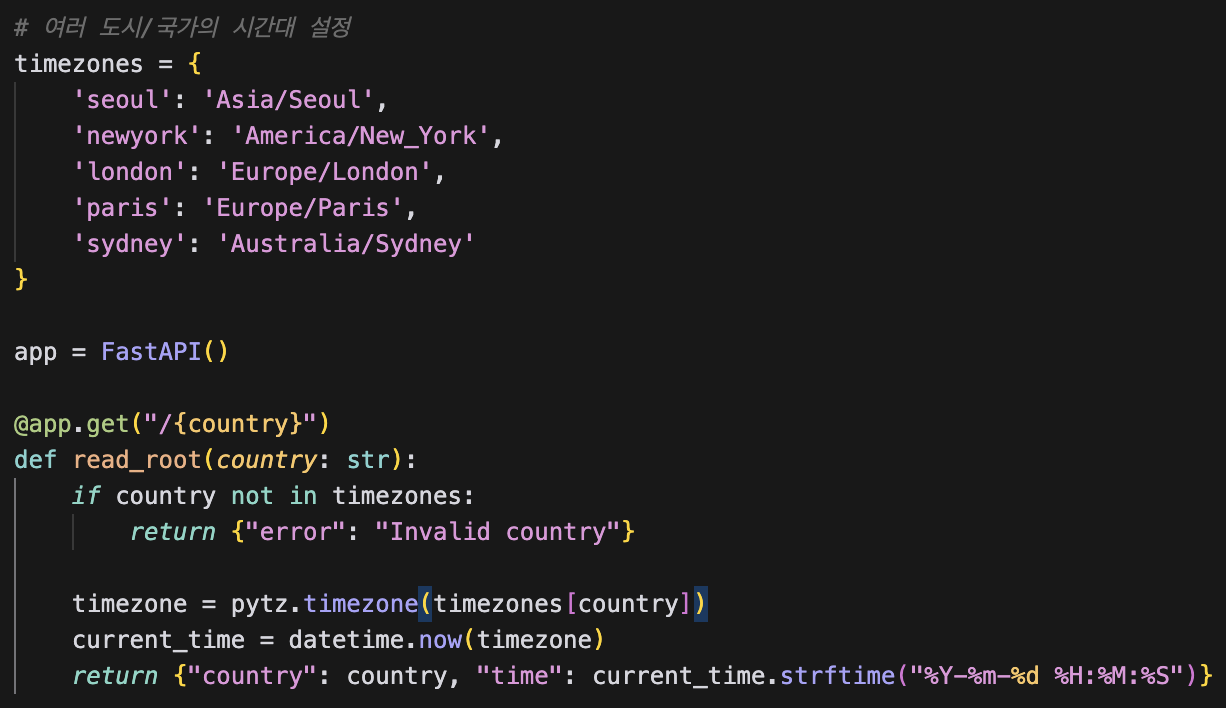 # 여러 도시/국가의 시간대 설정
timezones = {
    'seoul': 'Asia/Seoul',
    'newyork': 'America/New_York',
    'london': 'Europe/London',
    'paris': 'Europe/Paris',
    'sydney': 'Australia/Sydney'
}

app = FastAPI()

@app.get("/{country}")
def read_root(country: str):
    if country not in timezones:
        return {"error": "Invalid country"}

    timezone = pytz.timezone(timezones[country])
    current_time = datetime.now(timezone)
    return {"country": country, "time": current_time.strftime("%Y-%m-%d %H:%M:%S")}